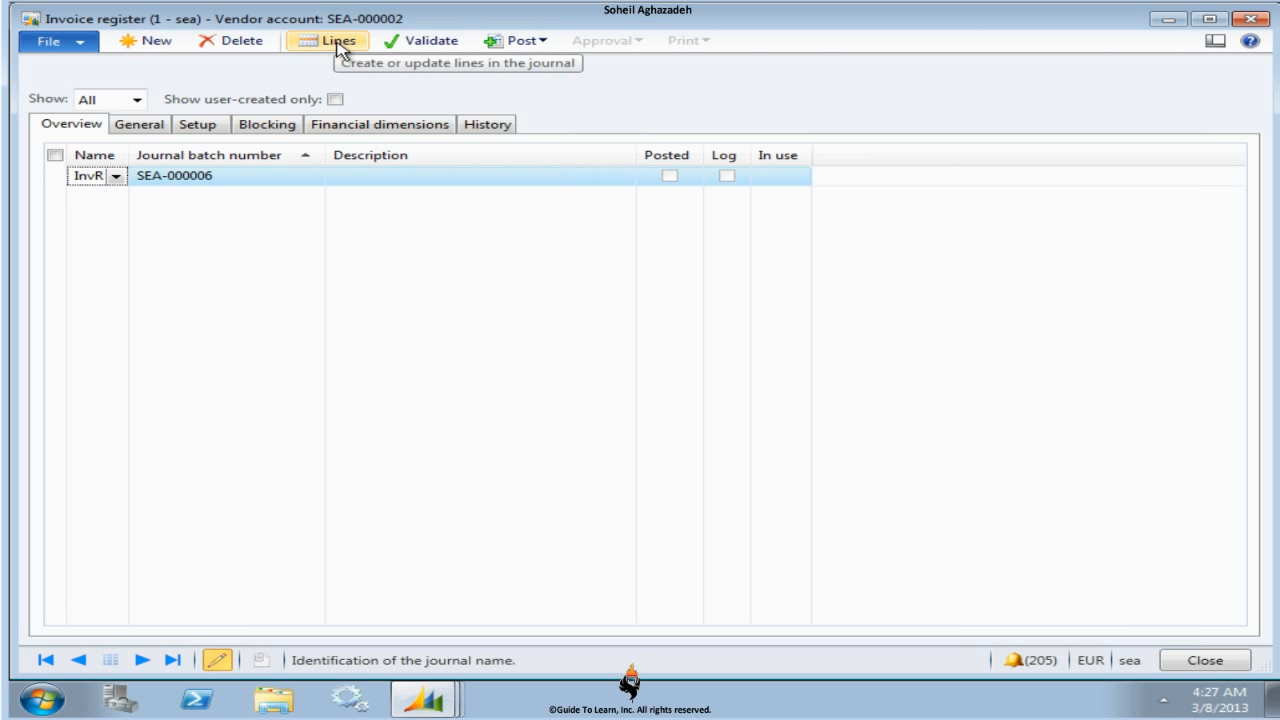 Soheil Aghazadeh
Invoice register (1 - sea) - Vendor account: SEA-000002
File New Delete Lines Validate Post Approval Print
Create or update lines in the journal
Show: All Show user-created only:
Overview General Setup Blocking Financial dimensions History
Name Journal batch number Description Posted Log In use
InvR SEA-000006
Identification of the journal name. (205) EUR sea Close
4:27 AM
3/8/2013
©Guide To Learn, Inc. All rights reserved.